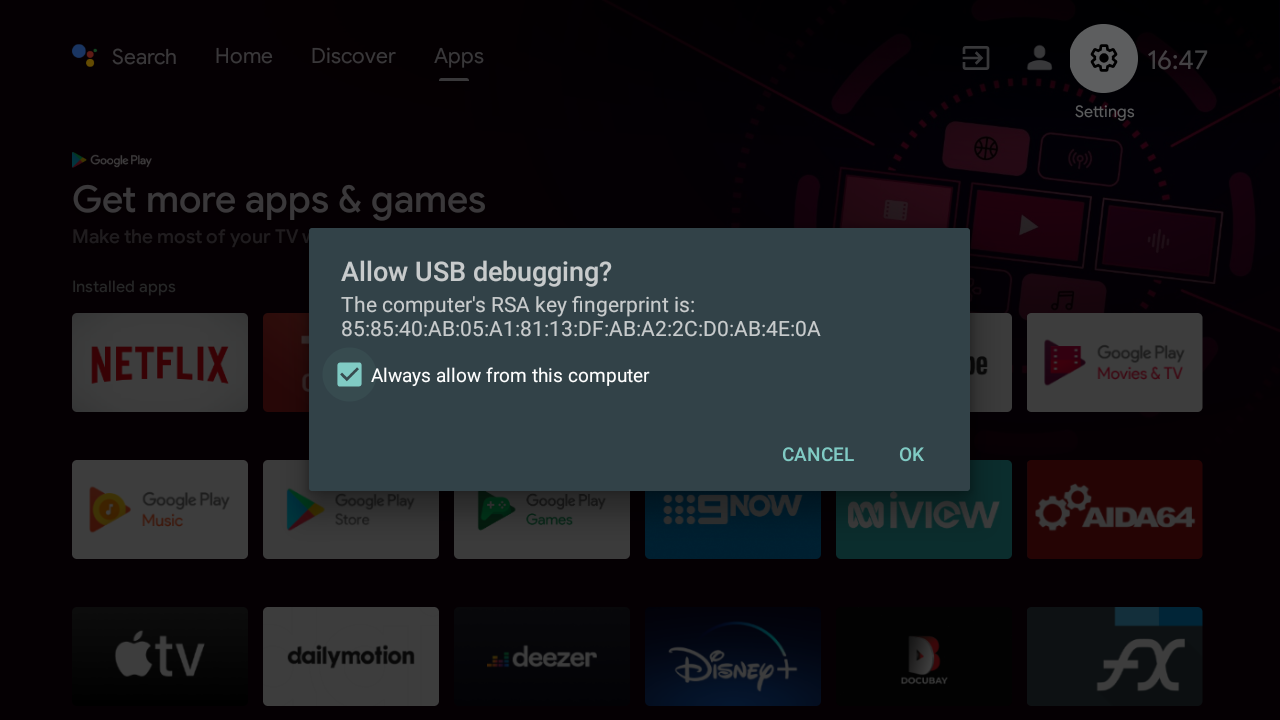 Search Home Discover Apps 16:47
Settings
Google Play
Get more apps & games
Make the most of your TV
Installed apps
Allow USB debugging?
The computer's RSA key fingerprint is:
85:85:40:AB:05:A1:81:13:DF:AB:A2:2C:D0:AB:4E:0A
Always allow from this computer
CANCEL OK
NETFLIX
Google Play
Movies & TV
Google Play
Music
Google Play
Store
Google Play
Games
9NOW
iview
AIDA64
tv
dailymotion
deezer
Disney+
DOCUBAY
fX